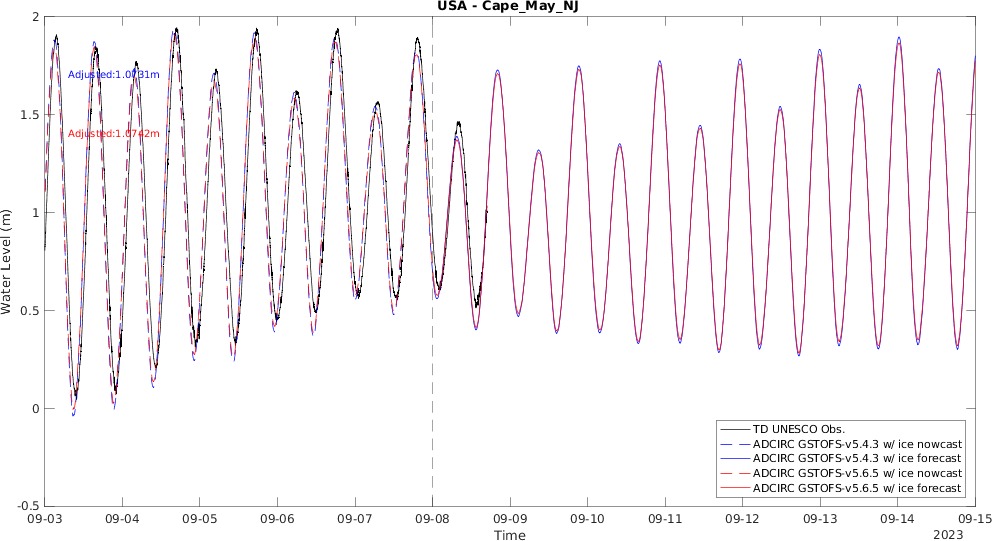 USA - Cape_May_NJ
2
Adjusted:1.0731m
1.5
Adjusted:1.0742m
1
Water Level (m)
0.5
0
-0.5
TD UNESCO Obs.
ADCIRC GSTOFS-v5.4.3 w/ ice nowcast
ADCIRC GSTOFS-v5.4.3 w/ ice forecast
ADCIRC GSTOFS-v5.6.5 w/ ice nowcast
ADCIRC GSTOFS-v5.6.5 w/ ice forecast
09-03 09-04 09-05 09-06 09-07 09-08 09-09 09-10 09-11 09-12 09-13 09-14 09-15
Time
2023